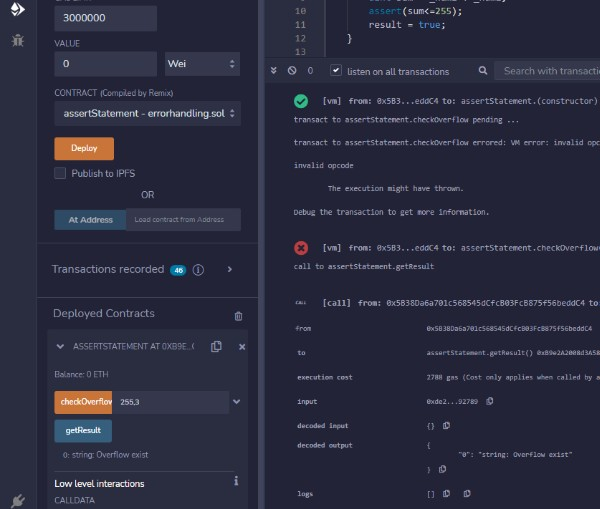 3000000
VALUE
0 Wei
CONTRACT (Compiled by Remix)
assertStatement - errorhandling.sol
Deploy
Publish to IPFS
OR
At Address Load contract from Address
Transactions recorded 46 i
Deployed Contracts
ASSERTSTATEMENT AT 0XB9E...
Balance: 0 ETH
checkOverflow 255,3
getResult
0: string: Overflow exist
Low level interactions i
CALLDATA
10 assert(sum<=255);
11 result = true;
12 }
0 listen on all transactions Search with transactio
[vm] from: 0x5B3...eddC4 to: assertStatement.(constructor)
transact to assertStatement.checkOverflow pending ...
transact to assertStatement.checkOverflow errored: VM error: invalid opc
invalid opcode
The execution might have thrown.
Debug the transaction to get more information.
[vm] from: 0x5B3...eddC4 to: assertStatement.checkOverflow
call to assertStatement.getResult
CALL [call] from: 0x5B38Da6a701c568545dCfcB03FcB875f56beddC4 to:
from 0x5B38Da6a701c568545dCfcB03FcB875f56beddC4
to assertStatement.getResult() 0xB9e2A2008d3A58
execution cost 2788 gas (Cost only applies when called by a
input 0xde2...92789
decoded input {}
decoded output {
"0": "string: Overflow exist"
}
logs []